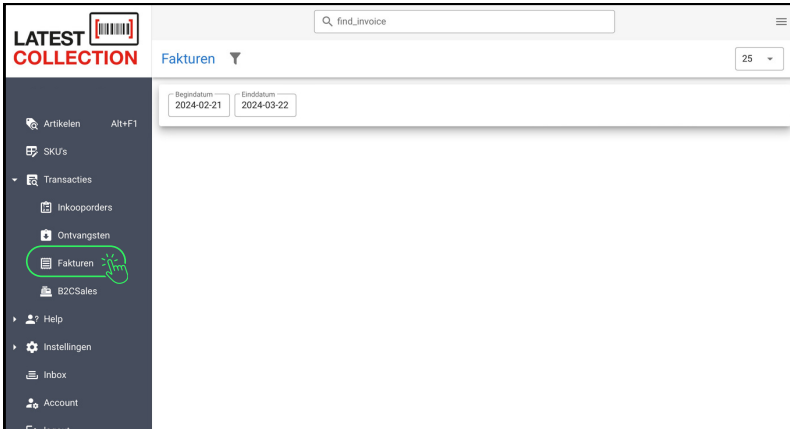 LATEST
COLLECTION
find_invoice
Fakturen
25
Begindatum
2024-02-21
Einddatum
2024-03-22
Artikelen Alt+F1
SKU's
Transacties
Inkooporders
Ontvangsten
Fakturen
B2CSales
Help
Instellingen
Inbox
Account